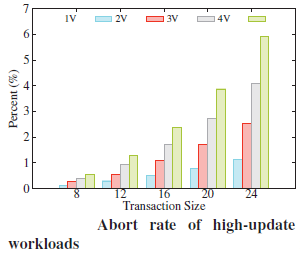 7
1V 2V 3V 4V
6
5
4
3
2
1
0
Percent (%)
8 12 16 20 24
Transaction Size
Abort rate of high-update
workloads